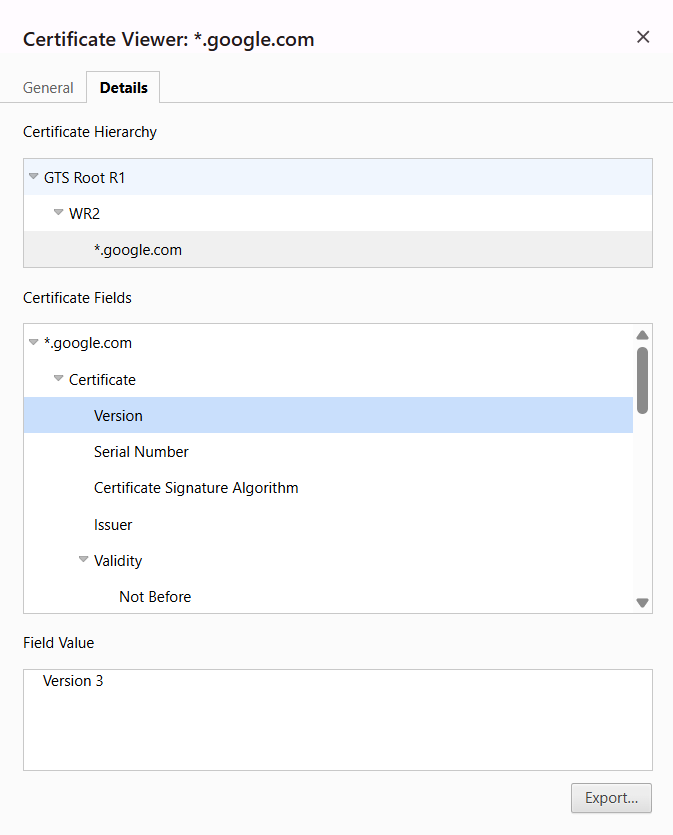 Certificate Viewer: *.google.com
General
Details
Certificate Hierarchy
GTS Root R1
WR2
*.google.com
Certificate Fields
*.google.com
Certificate
Version
Serial Number
Certificate Signature Algorithm
Issuer
Validity
Not Before
Field Value
Version 3
Export...